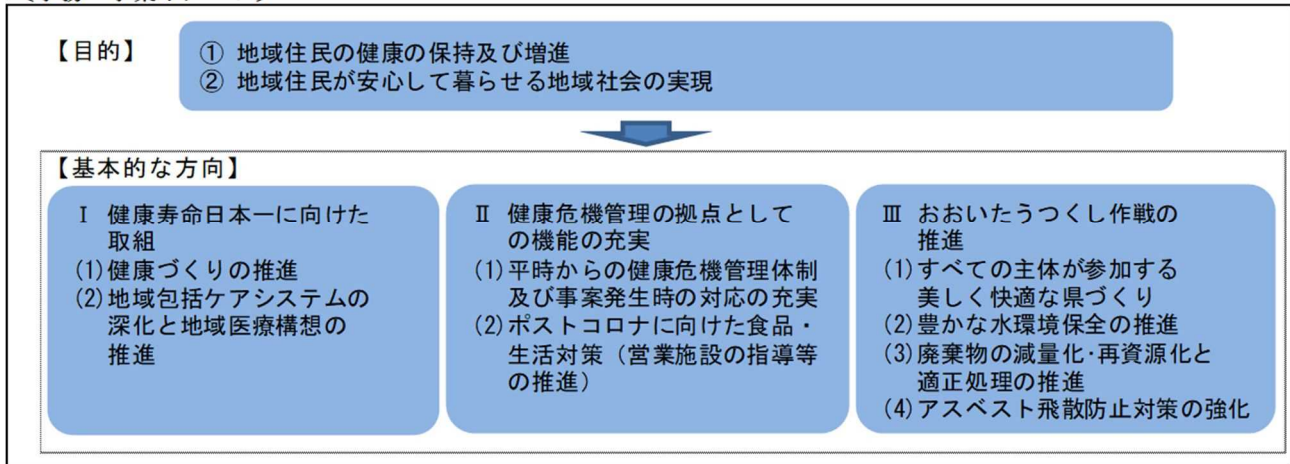 【目的】
① 地域住民の健康の保持及び増進
② 地域住民が安心して暮らせる地域社会の実現
【基本的な方向】
Ⅰ 健康寿命日本一に向けた
取組
(1)健康づくりの推進
(2)地域包括ケアシステムの
深化と地域医療構想の
推進
Ⅱ 健康危機管理の拠点として
の機能の充実
(1)平時からの健康危機管理体制
及び事案発生時の対応の充実
(2)ポストコロナに向けた食品・
生活対策（営業施設の指導等
の推進）
Ⅲ おおいたうつくし作戦の
推進
(1)すべての主体が参加する
美しく快適な県づくり
(2)豊かな水環境保全の推進
(3)廃棄物の減量化・再資源化と
適正処理の推進
(4)アスベスト飛散防止対策の強化